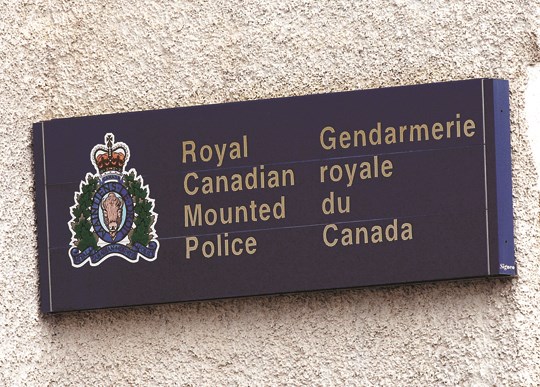 Royal
Canadian
Mounted
Police
Gendarmerie
royale
du
Canada